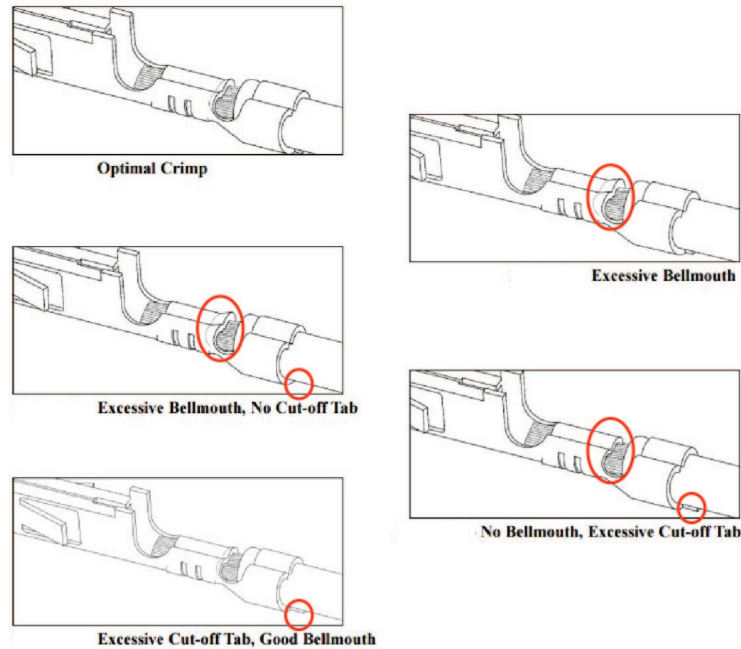 Optimal Crimp
Excessive Bellmouth
Excessive Bellmouth, No Cut-off Tab
No Bellmouth, Excessive Cut-off Tab
Excessive Cut-off Tab, Good Bellmouth